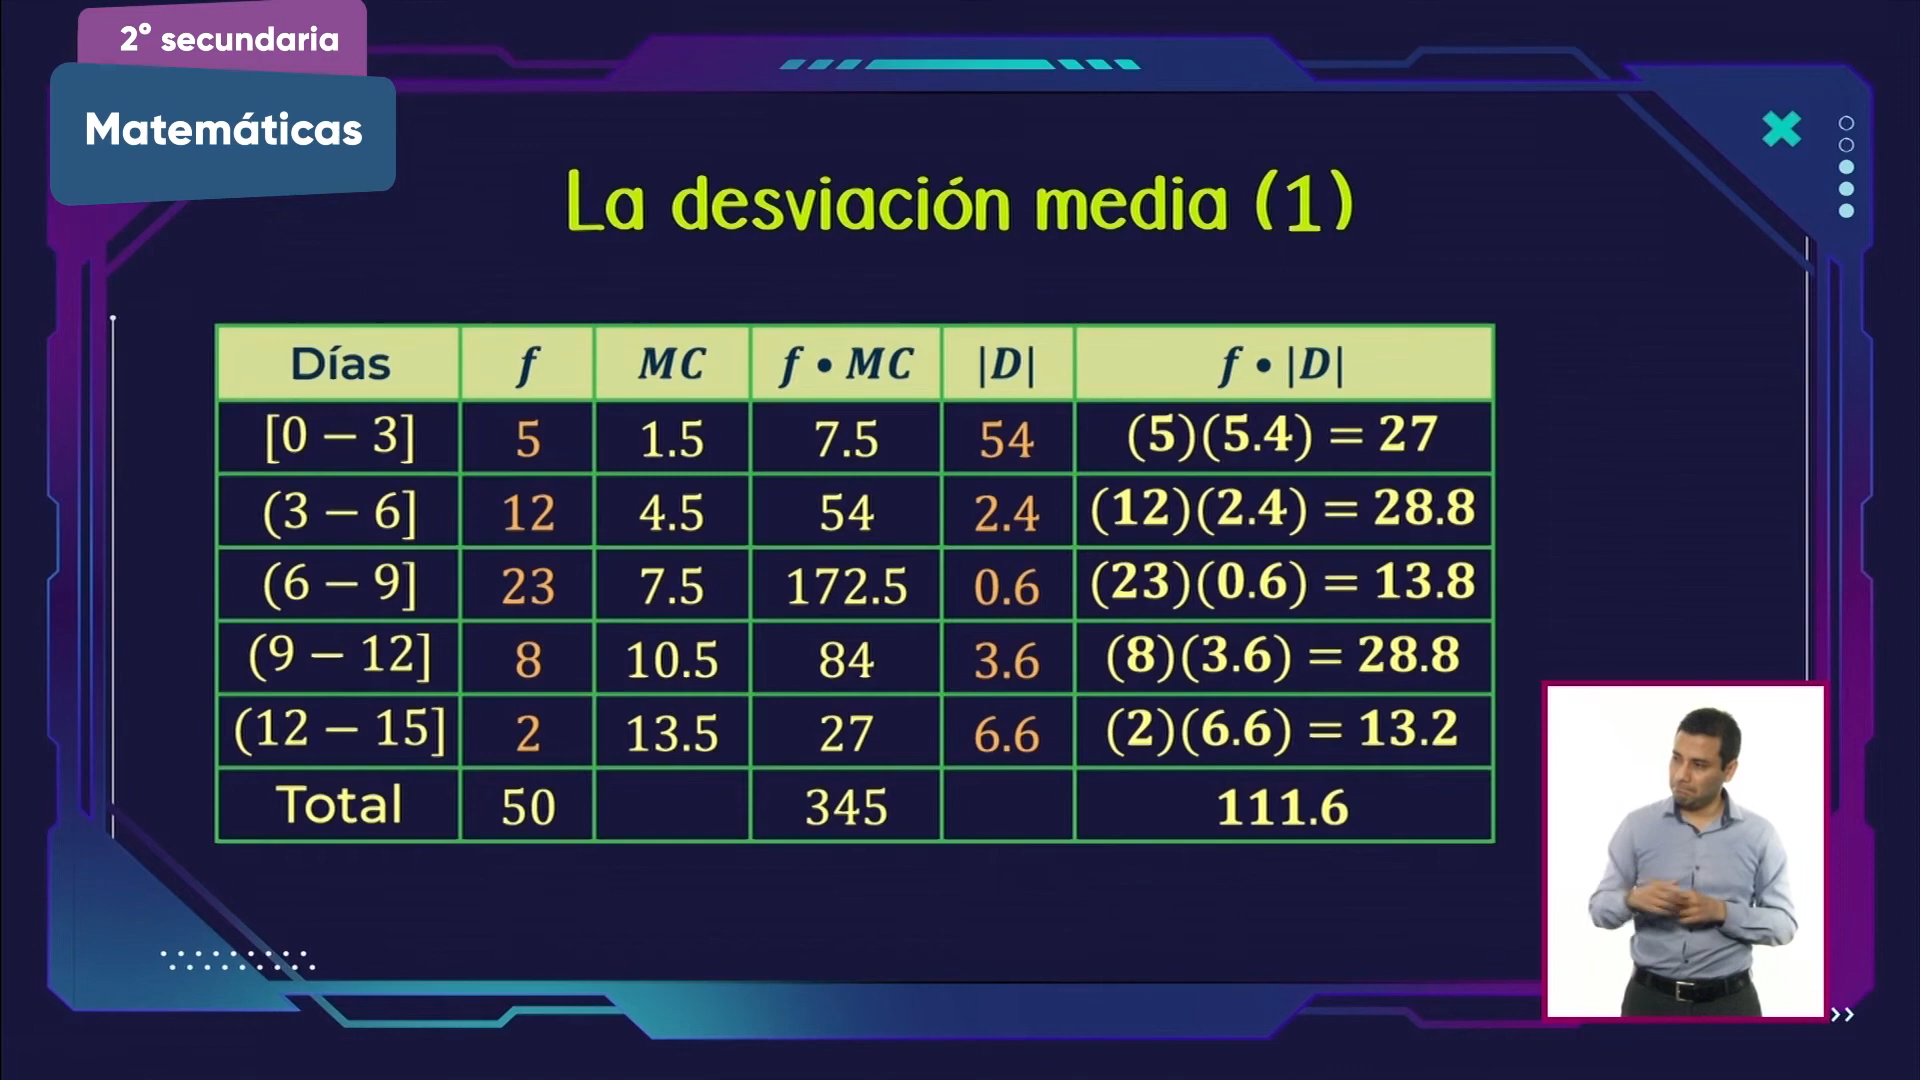 2° secundaria
Matemáticas
La desviación media (1)
Días f MC f • MC |D| f • |D|
[0 − 3] 5 1.5 7.5 54 (5)(5.4) = 27
(3 − 6] 12 4.5 54 2.4 (12)(2.4) = 28.8
(6 − 9] 23 7.5 172.5 0.6 (23)(0.6) = 13.8
(9 − 12] 8 10.5 84 3.6 (8)(3.6) = 28.8
(12 − 15] 2 13.5 27 6.6 (2)(6.6) = 13.2
Total 50 345 111.6